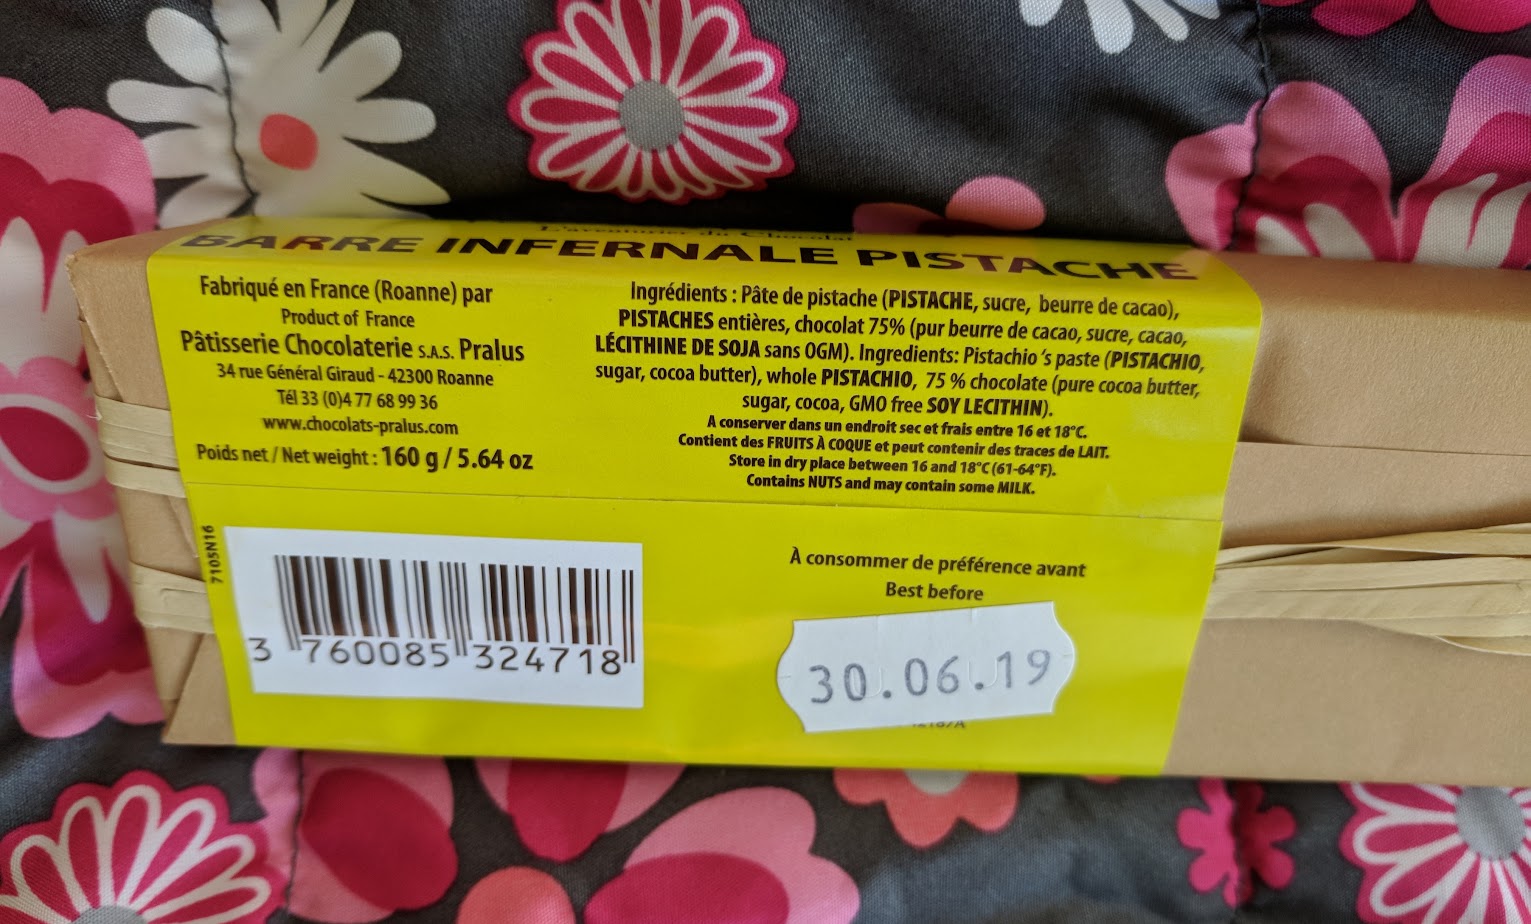 L'aventurier du Chocolat
BARRE INFERNALE PISTACHE
Fabriqué en France (Roanne) par
Product of France
Pâtisserie Chocolaterie S.A.S. Pralus
34 rue Général Giraud - 42300 Roanne
Tél 33 (0)4 77 68 99 36
www.chocolats-pralus.com
Poids net / Net weight : 160 g / 5.64 oz
Ingrédients : Pâte de pistache (PISTACHE, sucre, beurre de cacao),
PISTACHES entières, chocolat 75% (pur beurre de cacao, sucre, cacao,
LÉCITHINE DE SOJA sans OGM). Ingredients: Pistachio 's paste (PISTACHIO,
sugar, cocoa butter), whole PISTACHIO, 75 % chocolate (pure cocoa butter,
sugar, cocoa, GMO free SOY LECITHIN).
A conserver dans un endroit sec et frais entre 16 et 18°C.
Contient des FRUITS À COQUE et peut contenir des traces de LAIT.
Store in dry place between 16 and 18°C (61-64°F).
Contains NUTS and may contain some MILK.
7105N16
3 760085 324718
À consommer de préférence avant
Best before
30.06.19